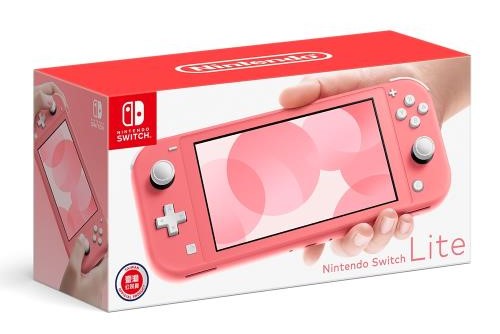 Nintendo
NINTENDO
SWITCH
Nintendo Switch Lite